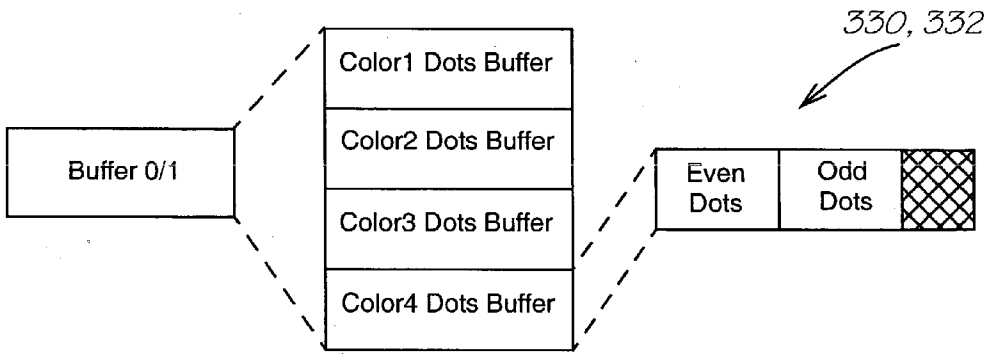 330, 332
Color1 Dots Buffer
Color2 Dots Buffer
Buffer 0/1
Even
Dots
Odd
Dots
Color3 Dots Buffer
Color4 Dots Buffer